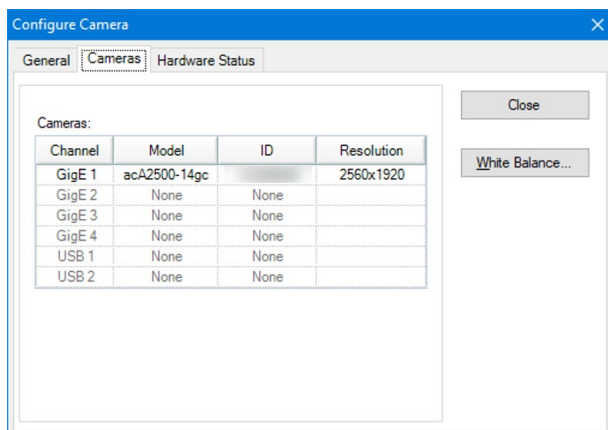 Configure Camera
General Cameras Hardware Status
Close
Cameras:
White Balance...
Channel Model ID Resolution
GigE 1 acA2500-14gc 2560x1920
GigE 2 None None
GigE 3 None None
GigE 4 None None
USB 1 None None
USB 2 None None